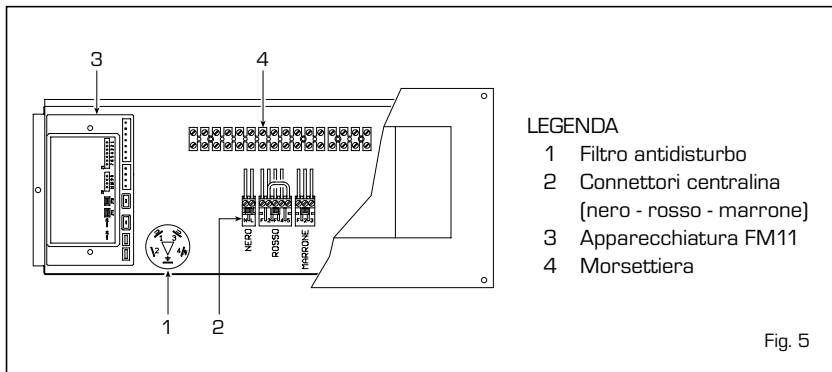 3
4
2
NERO
ROSSO
MARRONE
1
2
LEGENDA
1 Filtro antidisturbo
2 Connettori centralina
(nero - rosso - marrone)
3 Apparecchiatura FM11
4 Morsettiera
Fig. 5